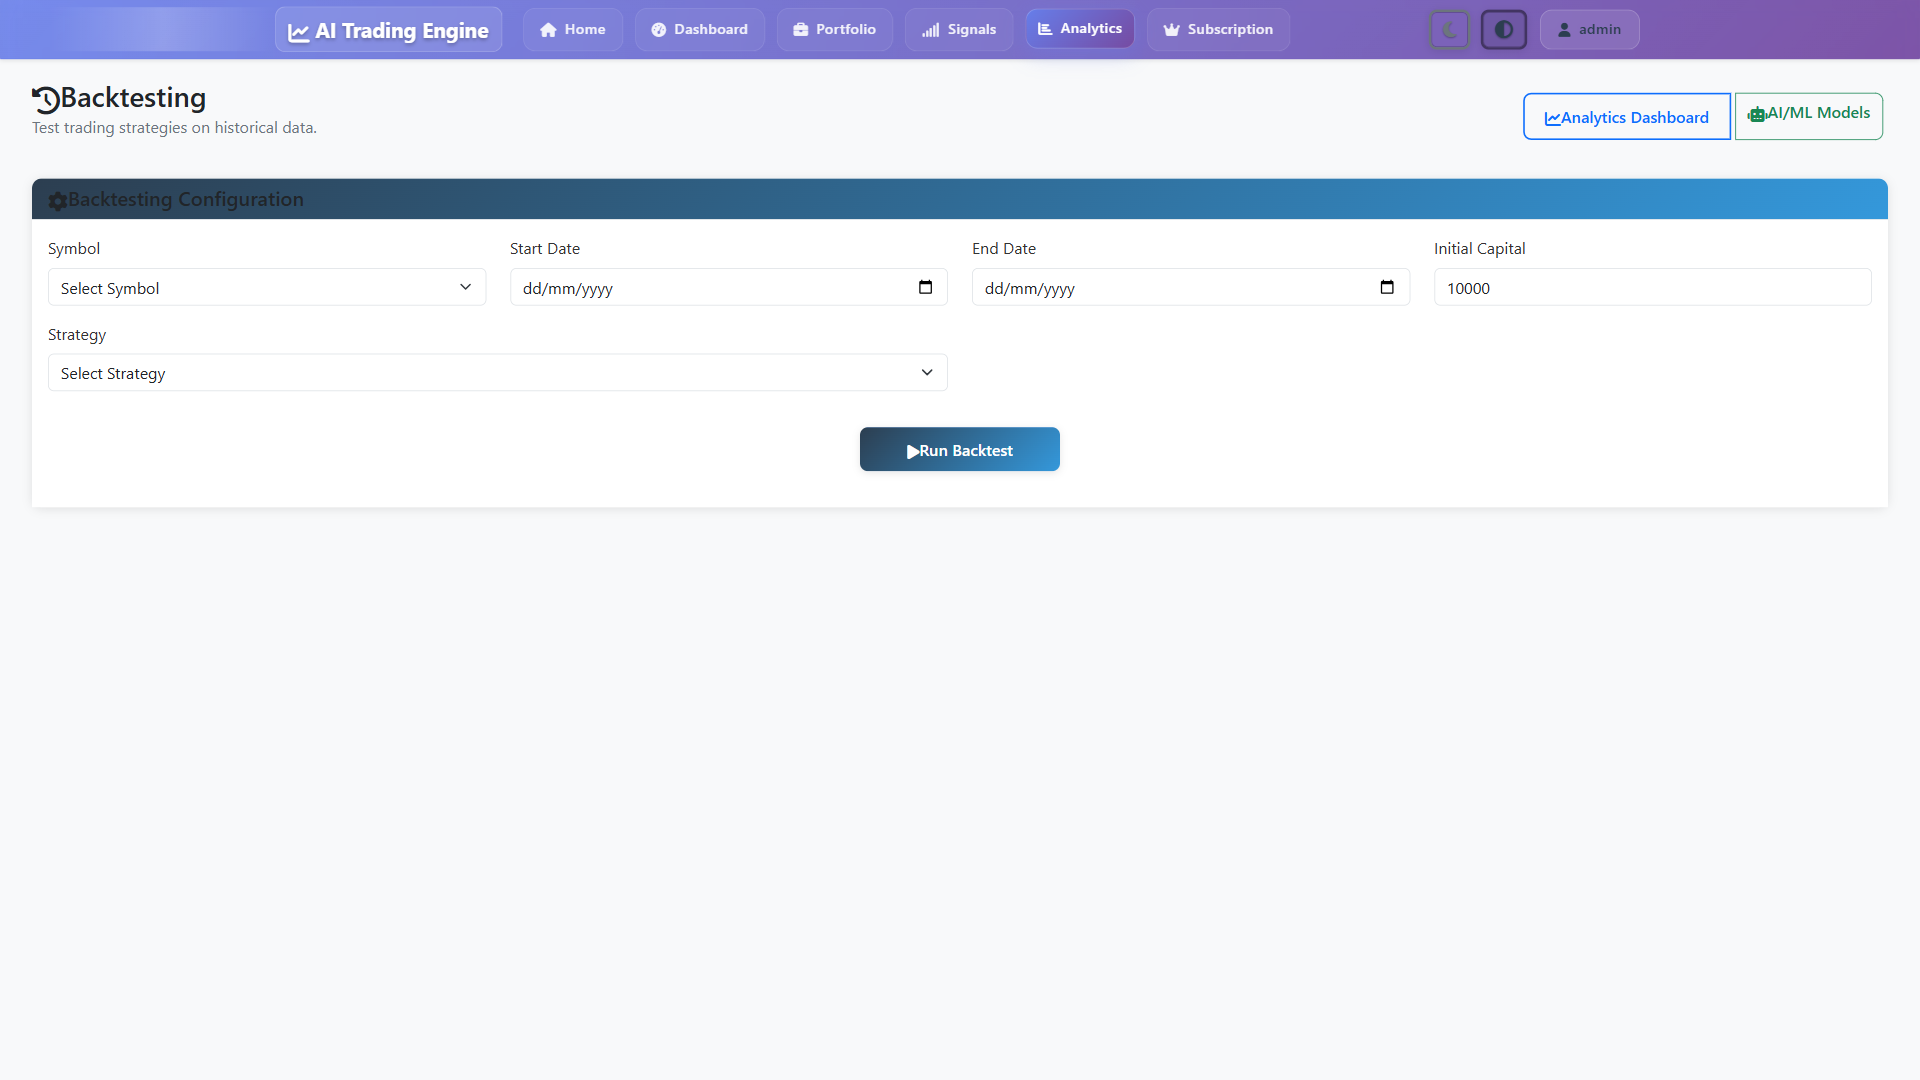 AI Trading Engine
Home
Dashboard
Portfolio
Signals
Analytics
Subscription
admin
Backtesting
Test trading strategies on historical data.
Analytics Dashboard
AI/ML Models
Backtesting Configuration
Symbol
Start Date
End Date
Initial Capital
Select Symbol
dd/mm/yyyy
dd/mm/yyyy
10000
Strategy
Select Strategy
Run Backtest